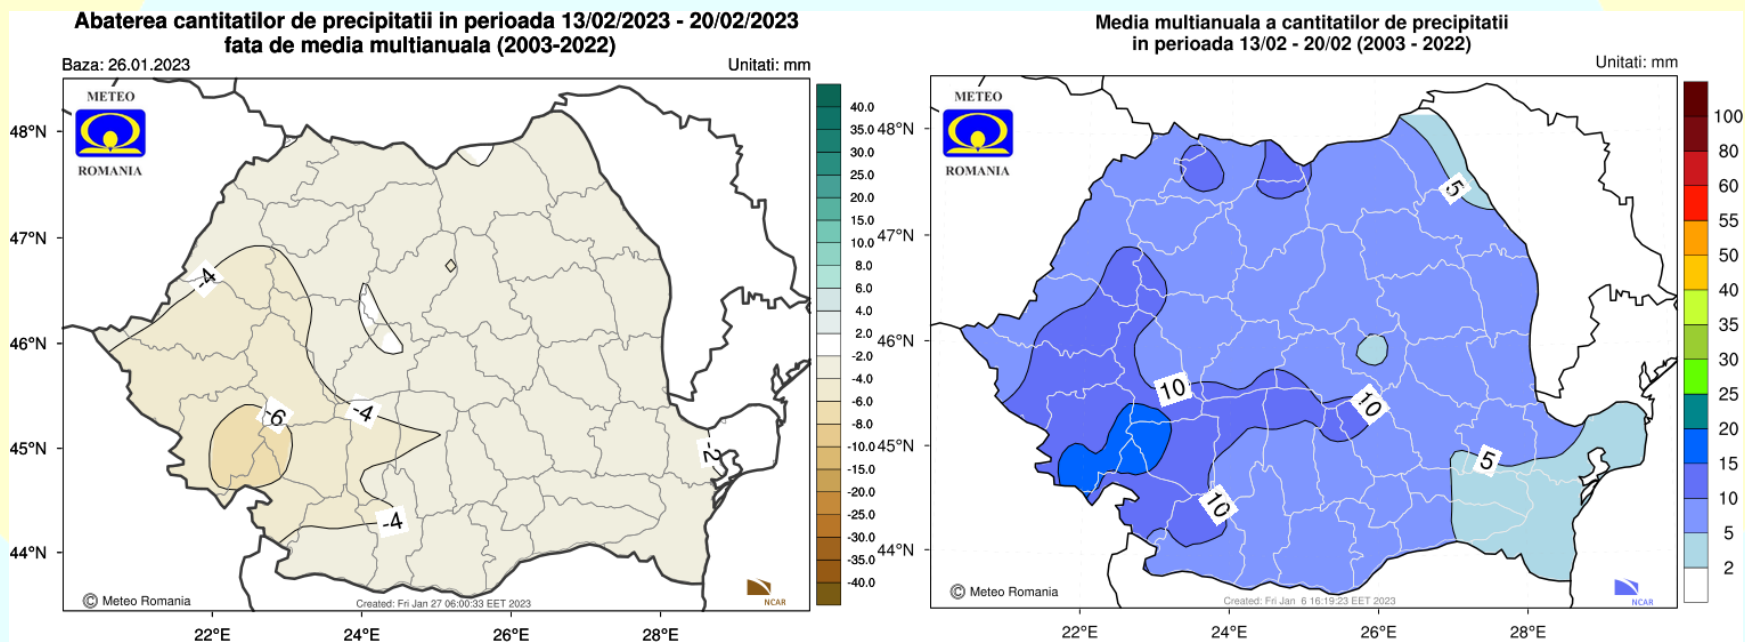 Abaterea cantitatilor de precipitatii in perioada 13/02/2023 - 20/02/2023
fata de media multianuala (2003-2022)
Baza: 26.01.2023
Unitati: mm
METEO
ROMANIA
48°N
47°N
46°N
45°N
44°N
-4
-6
-4
-4
-2
40.0
35.0
30.0
25.0
20.0
15.0
10.0
8.0
6.0
4.0
2.0
-2.0
-4.0
-6.0
-8.0
-10.0
-15.0
-20.0
-25.0
-30.0
-35.0
-40.0
© Meteo Romania
Created: Fri Jan 27 06:00:33 EET 2023
NCAR
22°E
24°E
26°E
28°E
Media multianuala a cantitatilor de precipitatii
in perioada 13/02 - 20/02 (2003 - 2022)
Unitati: mm
METEO
ROMANIA
48°N
47°N
46°N
45°N
44°N
5
10
10
5
10
100
80
60
55
50
40
35
30
25
20
15
10
5
2
© Meteo Romania
Created: Fri Jan 6 16:19:23 EET 2023
NCAR
22°E
24°E
26°E
28°E